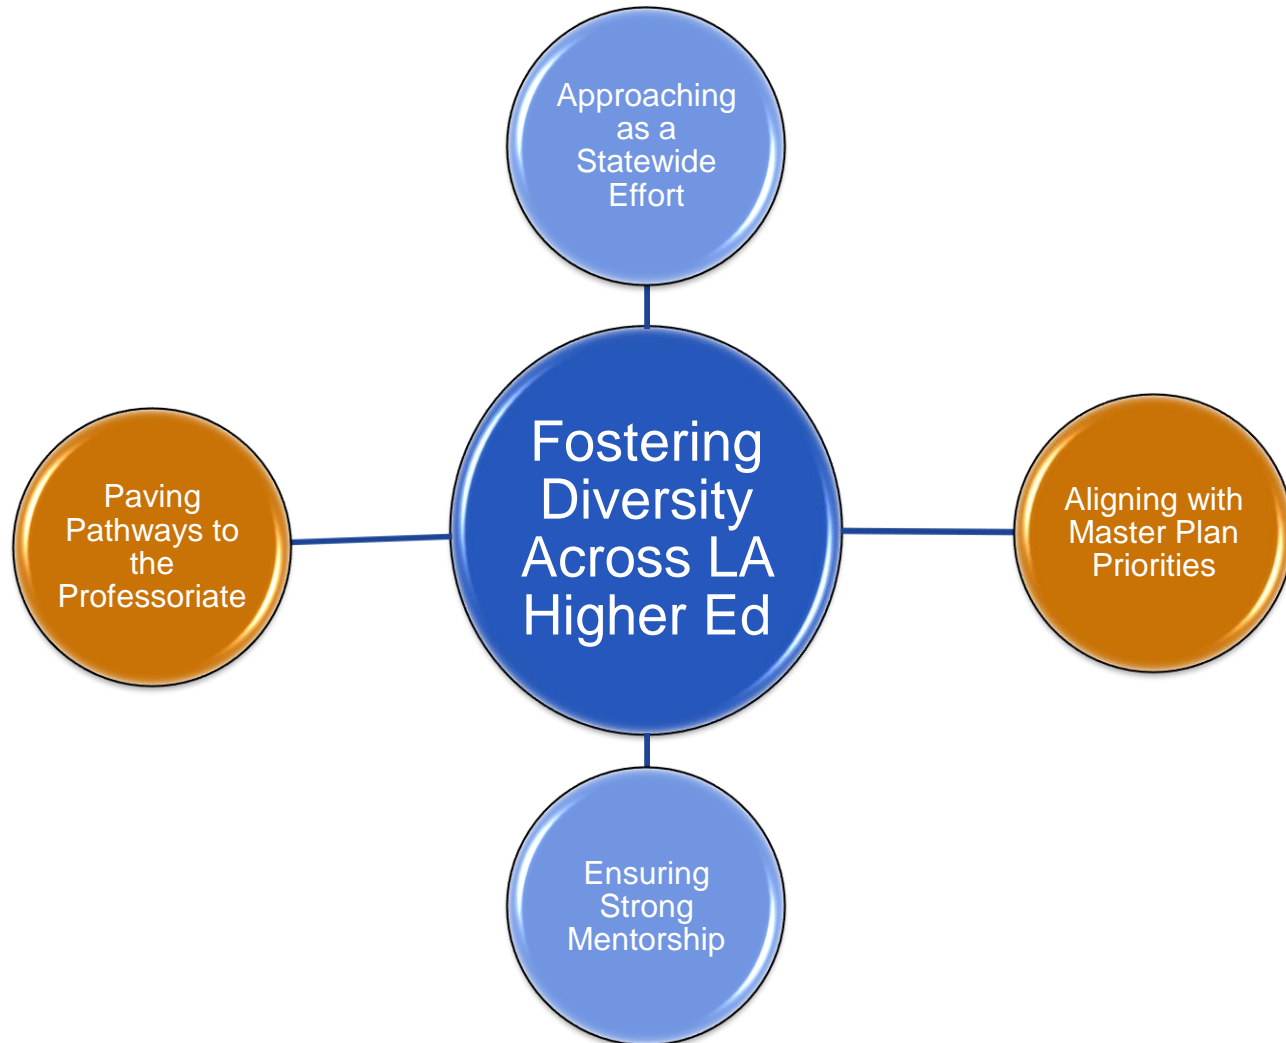 Approaching
as a
Statewide
Effort
Fostering
Diversity
Across LA
Higher Ed
Paving
Pathways to
the
Professoriate
Aligning with
Master Plan
Priorities
Ensuring
Strong
Mentorship